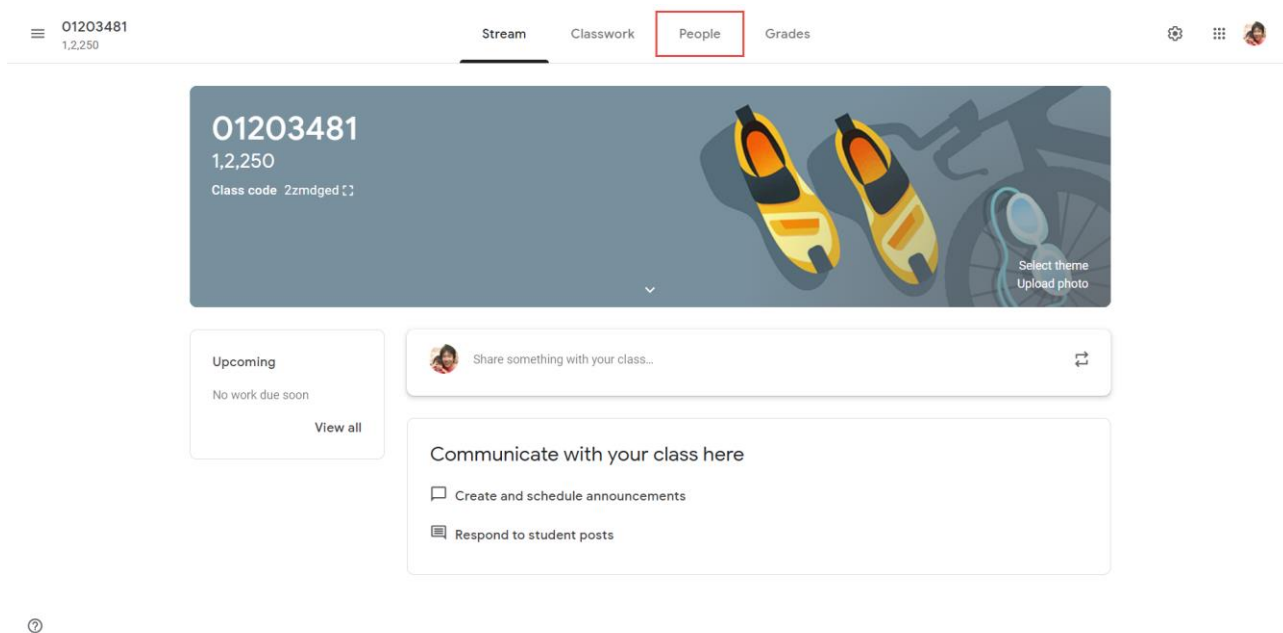 01203481
1,2,250
Stream Classwork People Grades
01203481
1,2,250
Class code 2zmdged
Select theme
Upload photo
Upcoming
No work due soon
View all
Share something with your class...
Communicate with your class here
Create and schedule announcements
Respond to student posts